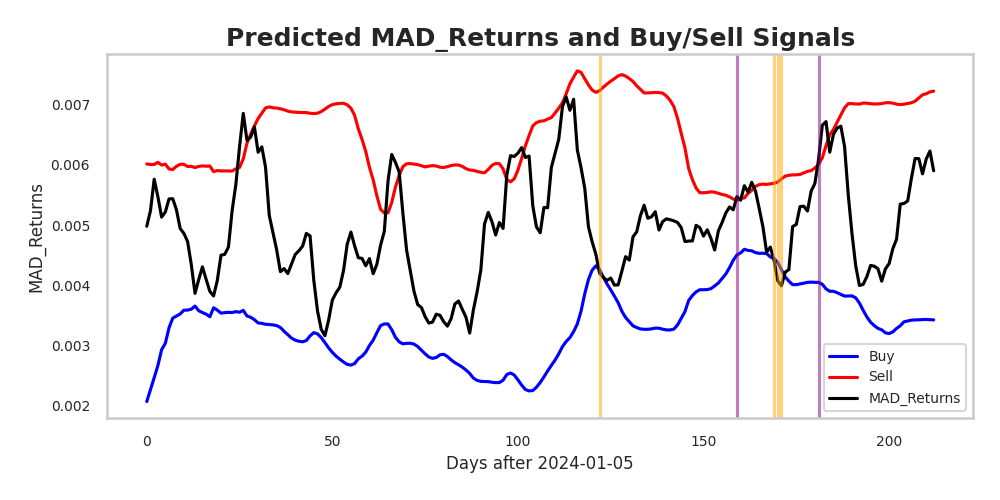 Predicted MAD_Returns and Buy/Sell Signals
MAD_Returns
0.007
0.006
0.005
0.004
0.003
0.002
0
50
100
150
200
Days after 2024-01-05
Buy
Sell
MAD_Returns